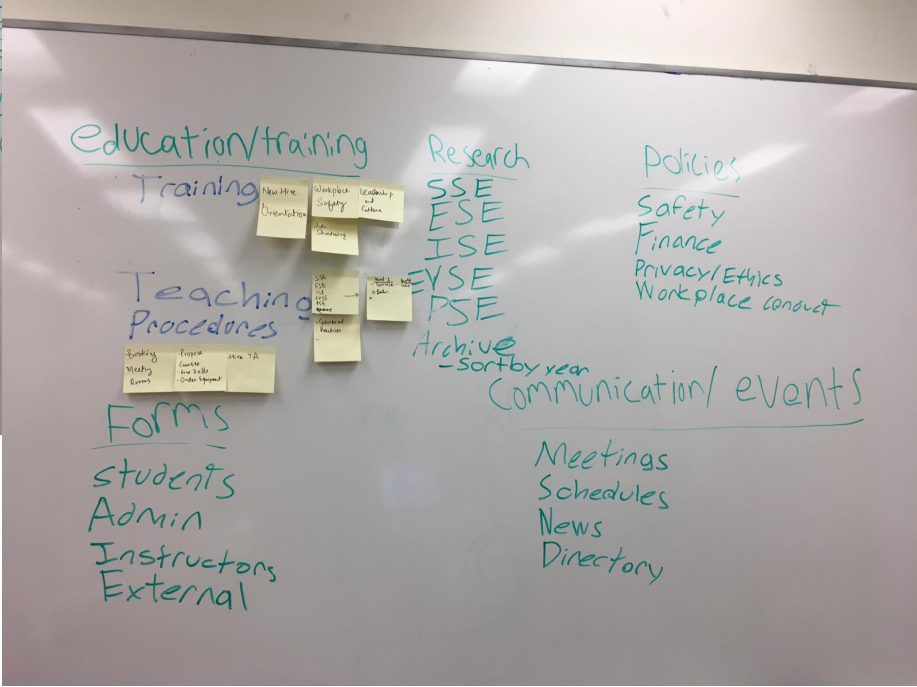 education/training
Training
New Hire
Orientation
Workplace
Safety
Leadership
and
Culture
Job
Shadowing
Teaching
SSE
ESE
ISE
EVSE
PSE
→
Procedures
Practices
-
Booking
Meeting
Rooms
-Propose
Courses
-Order Equipment
-Hire TA
Forms
students
Admin
Instructors
External
Research
SSE
ESE
ISE
EVSE
PSE
Archive
-Sort by year
Policies
Safety
Finance
Privacy/Ethics
Workplace conduct
Communication/events
Meetings
Schedules
News
Directory